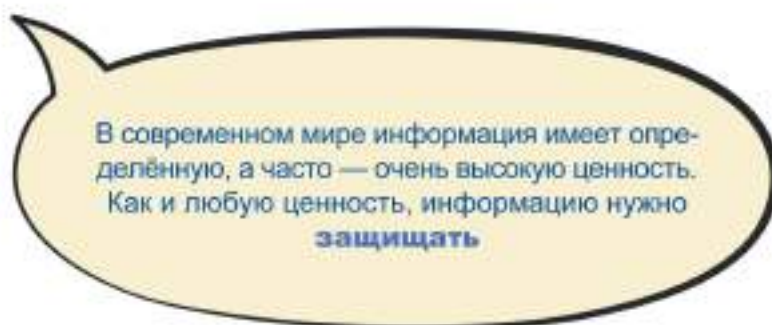 В современном мире информация имеет опре-
делённую, а часто — очень высокую ценность.
Как и любую ценность, информацию нужно
защищать